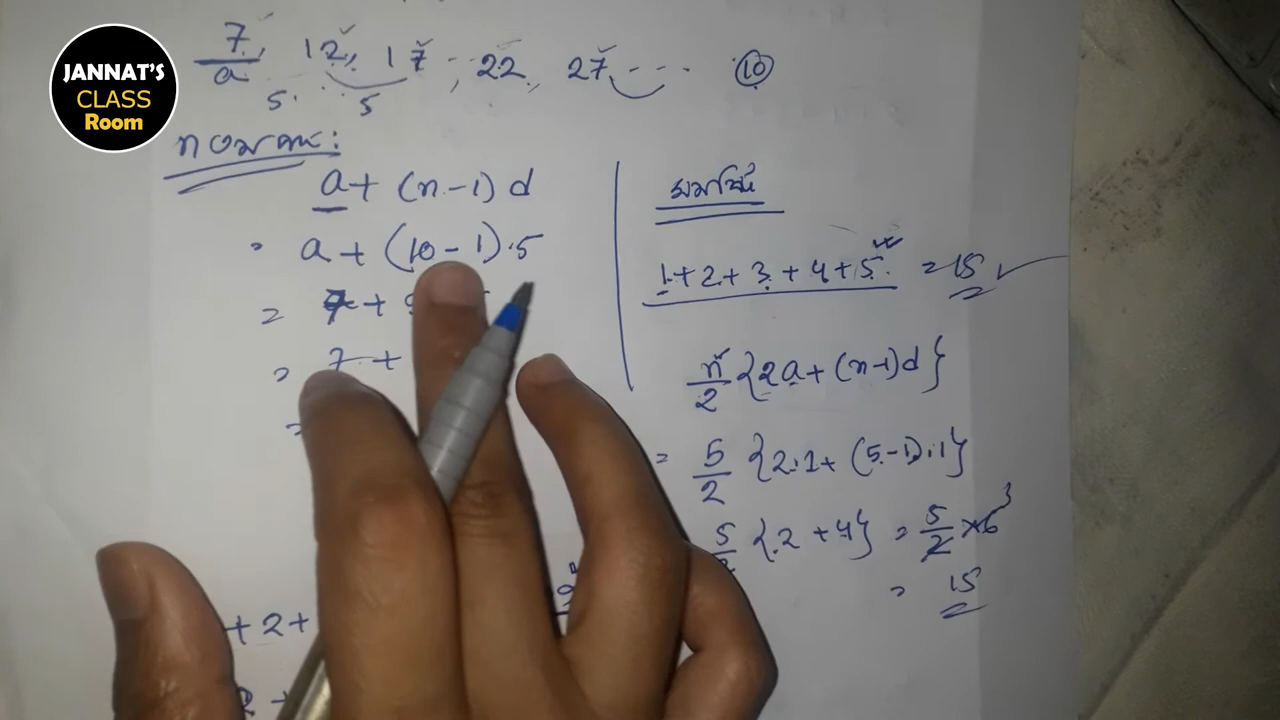 JANNAT'S
CLASS
Room
7, 12, 17, 22, 27 .... 10
a
5 5
n তম পদ:
a + (n-1) d
= a + (10-1).5
= 7 +
= 7 +
=
+ 2 +
2 +
সমষ্টি
1+2+3+4+5 = 15
n/2 {2a + (n-1)d}
= 5/2 {2.1 + (5-1).1}
5/2 {2 + 4} = 5/2 × 6 3
= 15